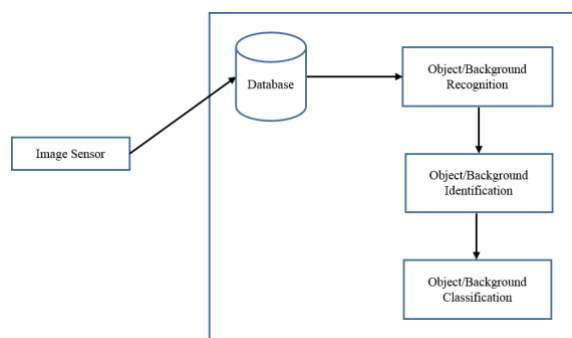 Image Sensor
Database
Object/Background
Recognition
Object/Background
Identification
Object/Background
Classification